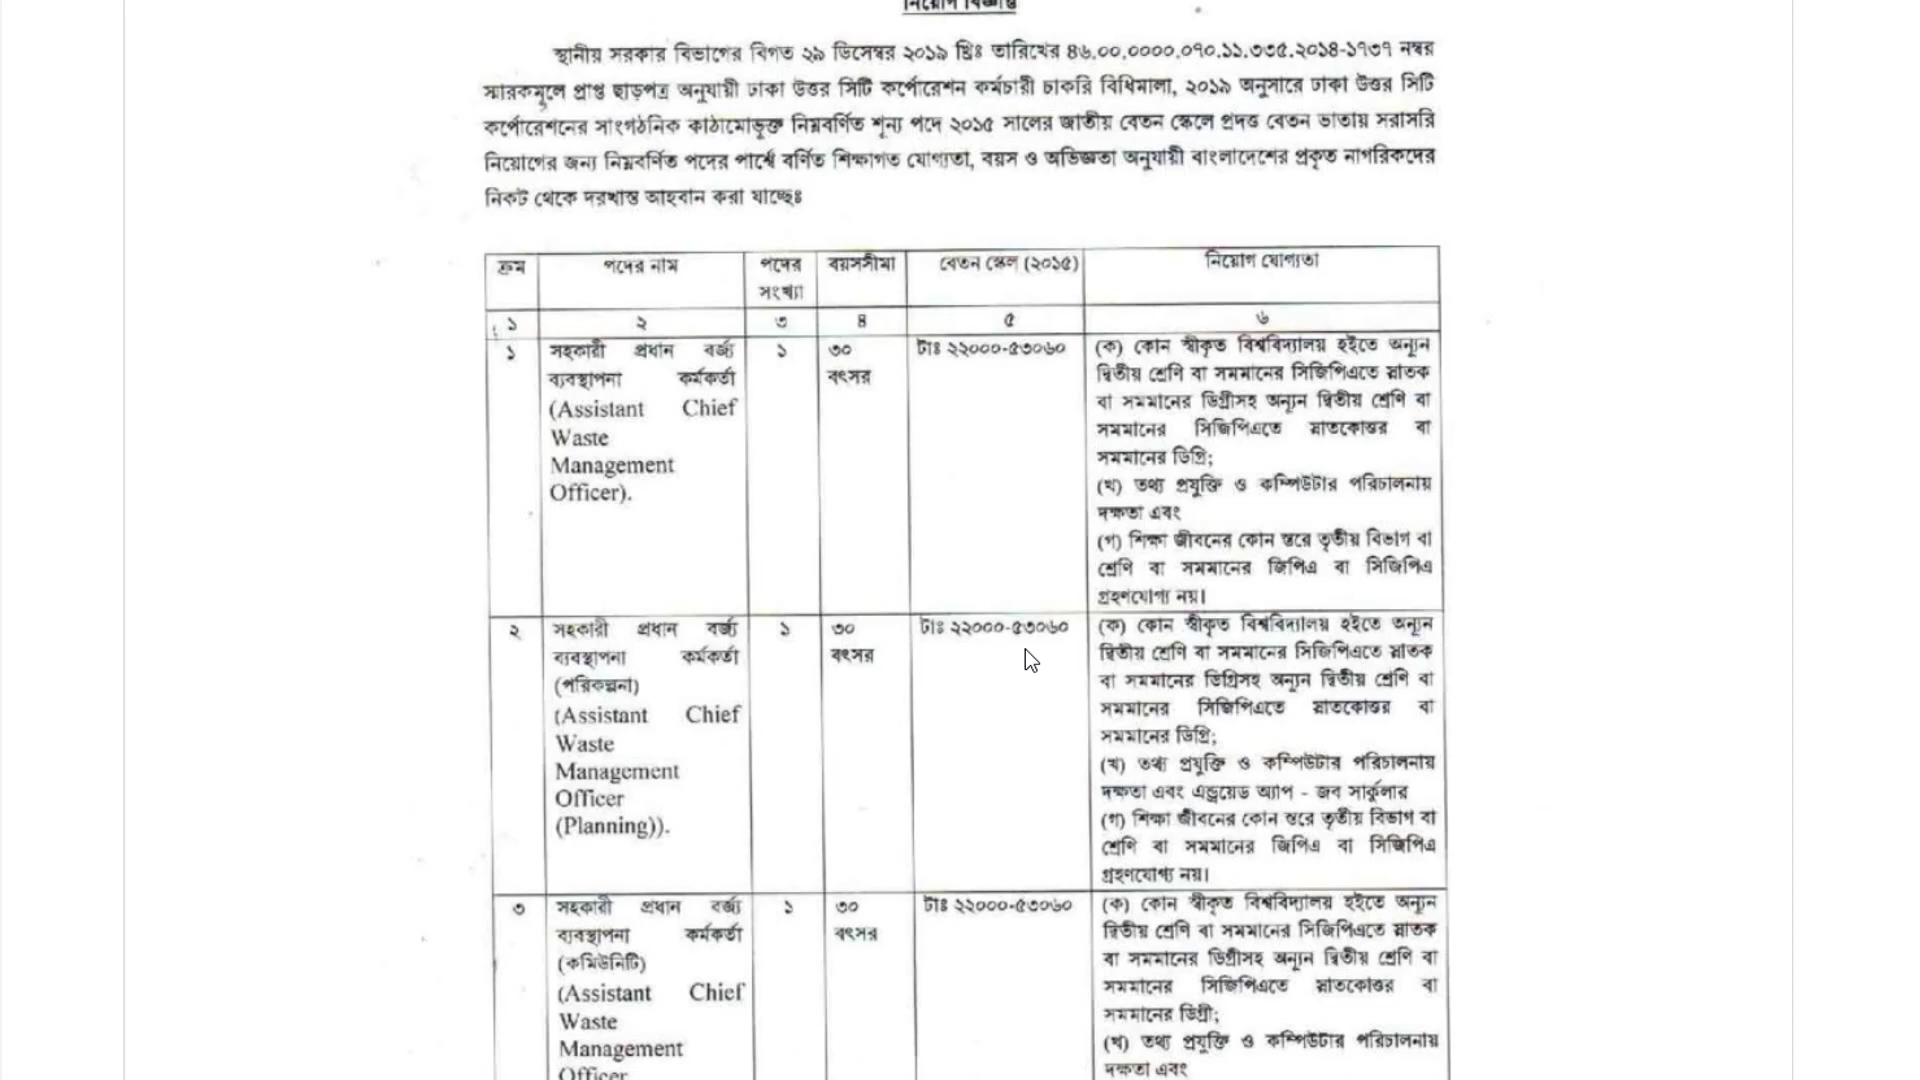 নিয়োগ বিজ্ঞপ্তি
স্থানীয় সরকার বিভাগের বিগত ২৯ ডিসেম্বর ২০১৯ খ্রিঃ তারিখের ৪৬.০০.০০০০.০৭০.১১.৩৩৫.২০১৪-১৭৩৭ নম্বর
স্মারকমূলে প্রাপ্ত ছাড়পত্র অনুযায়ী ঢাকা উত্তর সিটি কর্পোরেশন কর্মচারী চাকরি বিধিমালা, ২০১৯ অনুসারে ঢাকা উত্তর সিটি
কর্পোরেশনের সাংগঠনিক কাঠামোভূক্ত নিম্নবর্ণিত শূন্য পদে ২০১৫ সালের জাতীয় বেতন স্কেলে প্রদত্ত বেতন ভাতায় সরাসরি
নিয়োগের জন্য নিম্নবর্ণিত পদের পার্শ্বে বর্ণিত শিক্ষাগত যোগ্যতা, বয়স ও অভিজ্ঞতা অনুযায়ী বাংলাদেশের প্রকৃত নাগরিকদের
নিকট থেকে দরখাস্ত আহবান করা যাচ্ছেঃ
ক্রম পদের নাম পদের সংখ্যা বয়সসীমা বেতন স্কেল (২০১৫) নিয়োগ যোগ্যতা
১ ২ ৩ ৪ ৫ ৬
১ সহকারী প্রধান বর্জ্য ১ ৩০ টাঃ ২২০০০-৫৩০৬০ (ক) কোন স্বীকৃত বিশ্ববিদ্যালয় হইতে অন্যূন
ব্যবস্থাপনা কর্মকর্তা বৎসর দ্বিতীয় শ্রেণি বা সমমানের সিজিপিএতে স্নাতক
(Assistant Chief বা সমমানের ডিগ্রীসহ অন্যূন দ্বিতীয় শ্রেণি বা
Waste সমমানের সিজিপিএতে স্নাতকোত্তর বা
Management সমমানের ডিগ্রি;
Officer). (খ) তথ্য প্রযুক্তি ও কম্পিউটার পরিচালনায়
দক্ষতা এবং
(গ) শিক্ষা জীবনের কোন স্তরে তৃতীয় বিভাগ বা
শ্রেণি বা সমমানের জিপিএ বা সিজিপিএ
গ্রহণযোগ্য নয়।
২ সহকারী প্রধান বর্জ্য ১ ৩০ টাঃ ২২০০০-৫৩০৬০ (ক) কোন স্বীকৃত বিশ্ববিদ্যালয় হইতে অন্যূন
ব্যবস্থাপনা কর্মকর্তা বৎসর দ্বিতীয় শ্রেণি বা সমমানের সিজিপিএতে স্নাতক
(পরিকল্পনা) বা সমমানের ডিগ্রিসহ অন্যূন দ্বিতীয় শ্রেণি বা
(Assistant Chief সমমানের সিজিপিএতে স্নাতকোত্তর বা
Waste সমমানের ডিগ্রি;
Management (খ) তথ্য প্রযুক্তি ও কম্পিউটার পরিচালনায়
Officer দক্ষতা এবং এন্ড্রয়েড অ্যাপ - জব সার্কুলার
(Planning)). (গ) শিক্ষা জীবনের কোন স্তরে তৃতীয় বিভাগ বা
শ্রেণি বা সমমানের জিপিএ বা সিজিপিএ
গ্রহণযোগ্য নয়।
৩ সহকারী প্রধান বর্জ্য ১ ৩০ টাঃ ২২০০০-৫৩০৬০ (ক) কোন স্বীকৃত বিশ্ববিদ্যালয় হইতে অন্যূন
ব্যবস্থাপনা কর্মকর্তা বৎসর দ্বিতীয় শ্রেণি বা সমমানের সিজিপিএতে স্নাতক
(কমিউনিটি) বা সমমানের ডিগ্রীসহ অন্যূন দ্বিতীয় শ্রেণি বা
(Assistant Chief সমমানের সিজিপিএতে স্নাতকোত্তর বা
Waste সমমানের ডিগ্রী;
Management (খ) তথ্য প্রযুক্তি ও কম্পিউটার পরিচালনায়
Officer দক্ষতা এবং